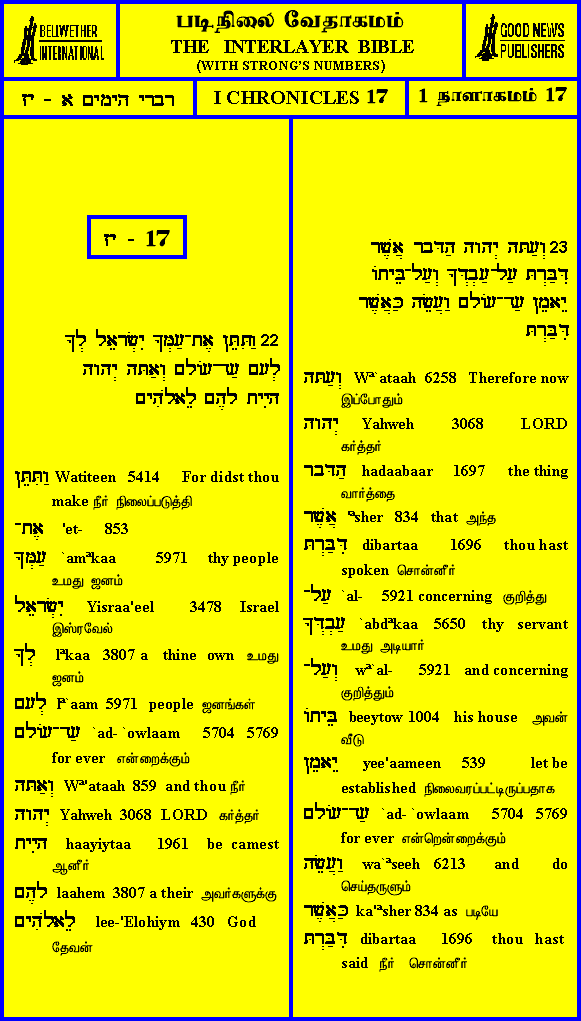 BELLWETHER
INTERNATIONAL
படிநிலை வேதாகமம்
THE INTERLAYER BIBLE
(WITH STRONG'S NUMBERS)
GOOD NEWS
PUBLISHERS
דברי הימים א - יז
I CHRONICLES 17
1 நாளாகமம் 17
יז - 17
22 וַתִּתֵּן אֶת־עַמְּךָ יִשְׂרָאֵל לְךָ
לְעָם עַד־עוֹלָם וְאַתָּה יְהוָה
הָיִיתָ לָהֶם לֵאלֹהִים
וַתִּתֵּן Watiteen 5414 For didst thou
make நீர் நிலைப்படுத்தி
אֶת־ 'et- 853
עַמְּךָ `amªkaa 5971 thy people
உமது ஜனம்
יִשְׂרָאֵל Yisraa'eel 3478 Israel
இஸ்ரவேல்
לְךָ lªkaa 3807 a thine own உமது
ஜனம்
לְעָם lª`aam 5971 people ஜனங்கள்
עַד־עוֹלָם `ad- `owlaam 5704 5769
for ever என்றைக்கும்
וְאַתָּה Wª'ataah 859 and thou நீர்
יְהוָה Yahweh 3068 LORD கர்த்தர்
הָיִיתָ haayiytaa 1961 be camest
ஆனீர்
לָהֶם laahem 3807 a their அவர்களுக்கு
לֵאלֹהִים lee-'Elohiym 430 God
தேவன்
23 וְעַתָּה יְהוָה הַדָּבָר אֲשֶׁר
דִּבַּרְתָּ עַל־עַבְדְּךָ וְעַל־בֵּיתוֹ
יֵאָמֵן עַד־עוֹלָם וַעֲשֵׂה כַּאֲשֶׁר
דִּבַּרְתָּ
וְעַתָּה Wª`ataah 6258 Therefore now
இப்போதும்
יְהוָה Yahweh 3068 LORD
கர்த்தர்
הַדָּבָר hadaabaar 1697 the thing
வார்த்தை
אֲשֶׁר ªsher 834 that அந்த
דִּבַּרְתָּ dibartaa 1696 thou hast
spoken சொன்னீர்
עַל־ `al- 5921 concerning குறித்து
עַבְדְּךָ `abdªkaa 5650 thy servant
உமது அடியார்
וְעַל־ wª`al- 5921 and concerning
குறித்தும்
בֵּיתוֹ beeytow 1004 his house அவன்
வீடு
יֵאָמֵן yee'aameen 539 let be
established நிலைவரப்பட்டிருப்பதாக
עַד־עוֹלָם `ad- `owlaam 5704 5769
for ever என்றென்றைக்கும்
וַעֲשֵׂה wa`ªseeh 6213 and do
செய்தருளும்
כַּאֲשֶׁר ka'ªsher 834 as படியே
דִּבַּרְתָּ dibartaa 1696 thou hast
said நீர் சொன்னீர்